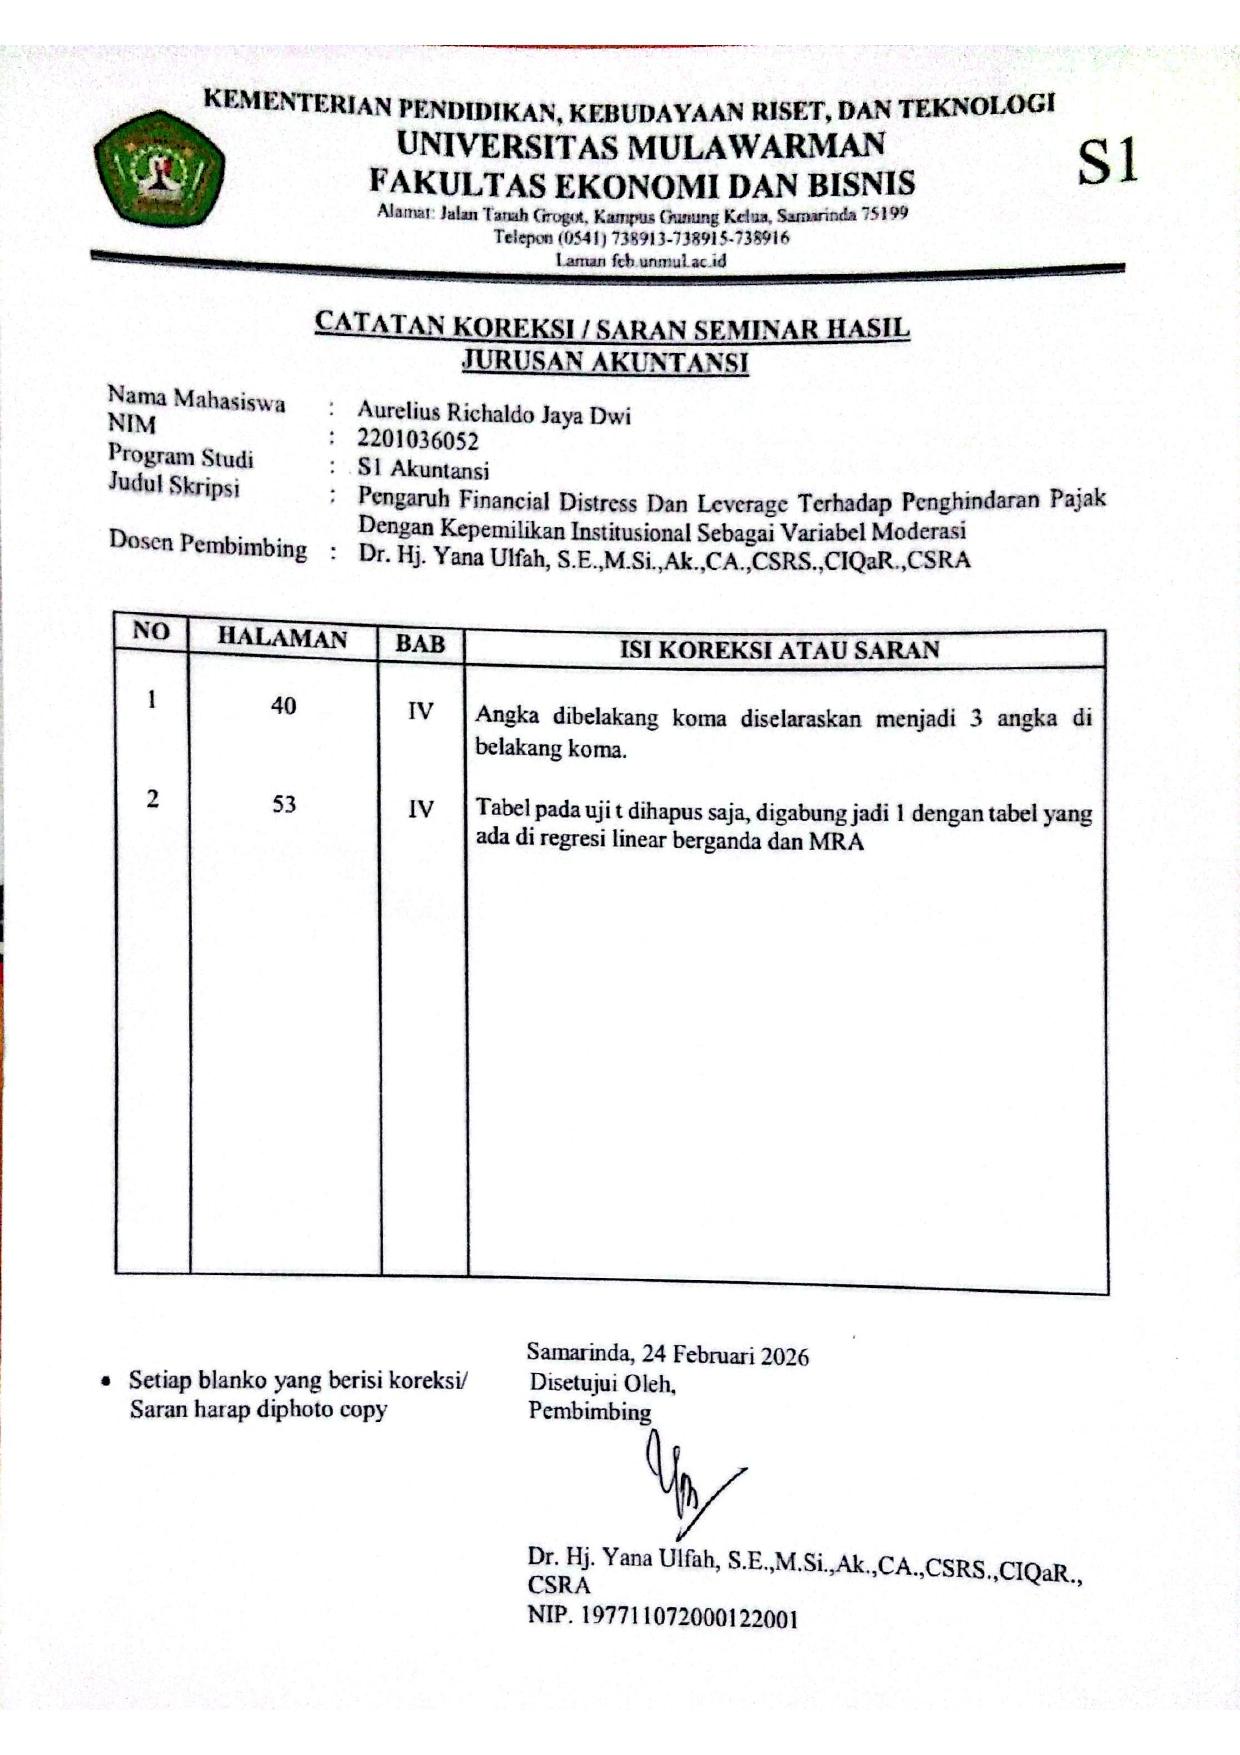 KEMENTERIAN PENDIDIKAN, KEBUDAYAAN RISET, DAN TEKNOLOGI
UNIVERSITAS MULAWARMAN
FAKULTAS EKONOMI DAN BISNIS
S1
Alamat: Jalan Tanah Grogot, Kampus Gunung Kelua, Samarinda 75199
Telepon (0541) 738913-738915-738916
Laman feb.unmul.ac.id
CATATAN KOREKSI / SARAN SEMINAR HASIL
JURUSAN AKUNTANSI
Nama Mahasiswa : Aurelius Richaldo Jaya Dwi
NIM : 2201036052
Program Studi : S1 Akuntansi
Judul Skripsi : Pengaruh Financial Distress Dan Leverage Terhadap Penghindaran Pajak
Dengan Kepemilikan Institusional Sebagai Variabel Moderasi
Dosen Pembimbing : Dr. Hj. Yana Ulfah, S.E.,M.Si.,Ak.,CA.,CSRS.,CIQaR.,CSRA
NO HALAMAN BAB ISI KOREKSI ATAU SARAN
1 40 IV Angka dibelakang koma diselaraskan menjadi 3 angka di
belakang koma.
2 53 IV Tabel pada uji t dihapus saja, digabung jadi 1 dengan tabel yang
ada di regresi linear berganda dan MRA
Samarinda, 24 Februari 2026
• Setiap blanko yang berisi koreksi/ Disetujui Oleh,
Saran harap diphoto copy Pembimbing
Dr. Hj. Yana Ulfah, S.E.,M.Si.,Ak.,CA.,CSRS.,CIQaR.,
CSRA
NIP. 197711072000122001